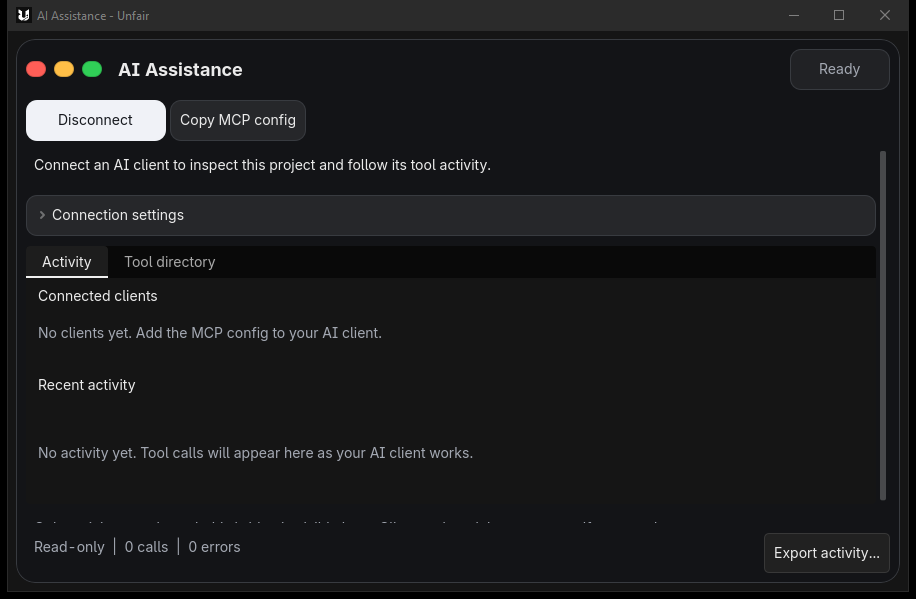 AI Assistance - Unfair
AI Assistance
Ready
Disconnect
Copy MCP config
Connect an AI client to inspect this project and follow its tool activity.
Connection settings
Activity
Tool directory
Connected clients
No clients yet. Add the MCP config to your AI client.
Recent activity
No activity yet. Tool calls will appear here as your AI client works.
Read-only | 0 calls | 0 errors
Export activity...